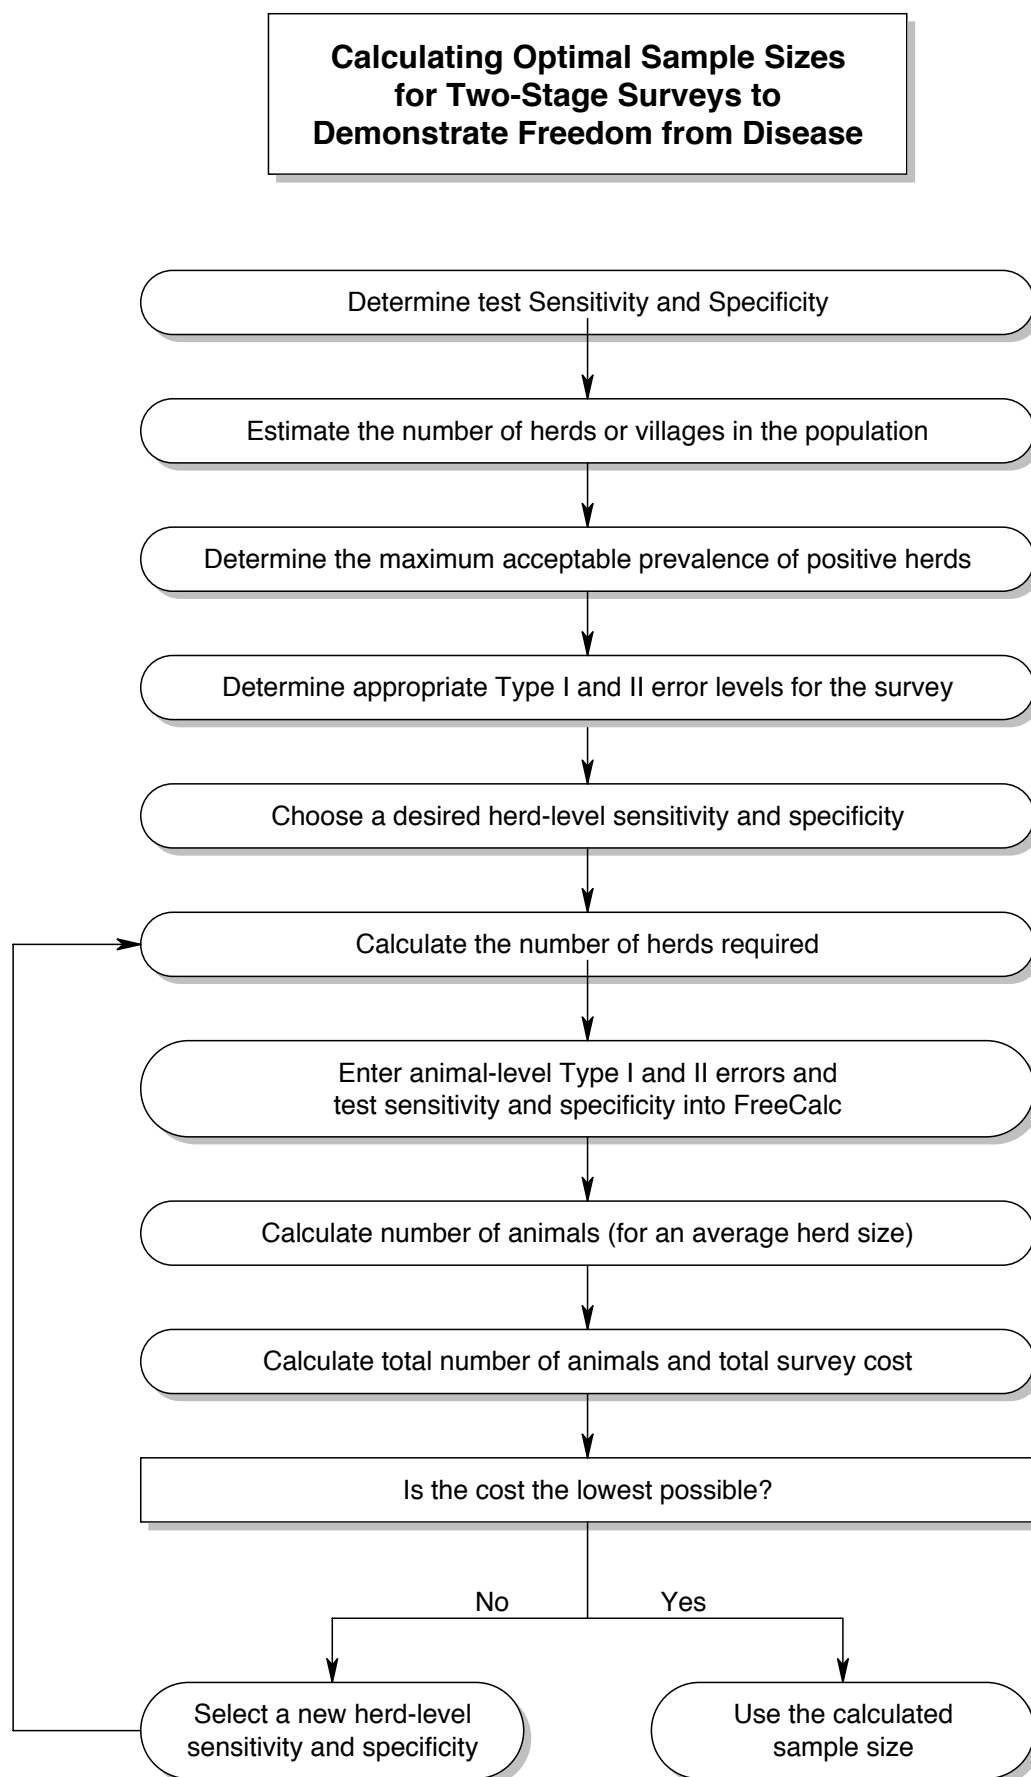 Calculating Optimal Sample Sizes
for Two-Stage Surveys to
Demonstrate Freedom from Disease
Determine test Sensitivity and Specificity
Estimate the number of herds or villages in the population
Determine the maximum acceptable prevalence of positive herds
Determine appropriate Type I and II error levels for the survey
Choose a desired herd-level sensitivity and specificity
Calculate the number of herds required
Enter animal-level Type I and II errors and
test sensitivity and specificity into FreeCalc
Calculate number of animals (for an average herd size)
Calculate total number of animals and total survey cost
Is the cost the lowest possible?
No
Yes
Select a new herd-level
sensitivity and specificity
Use the calculated
sample size